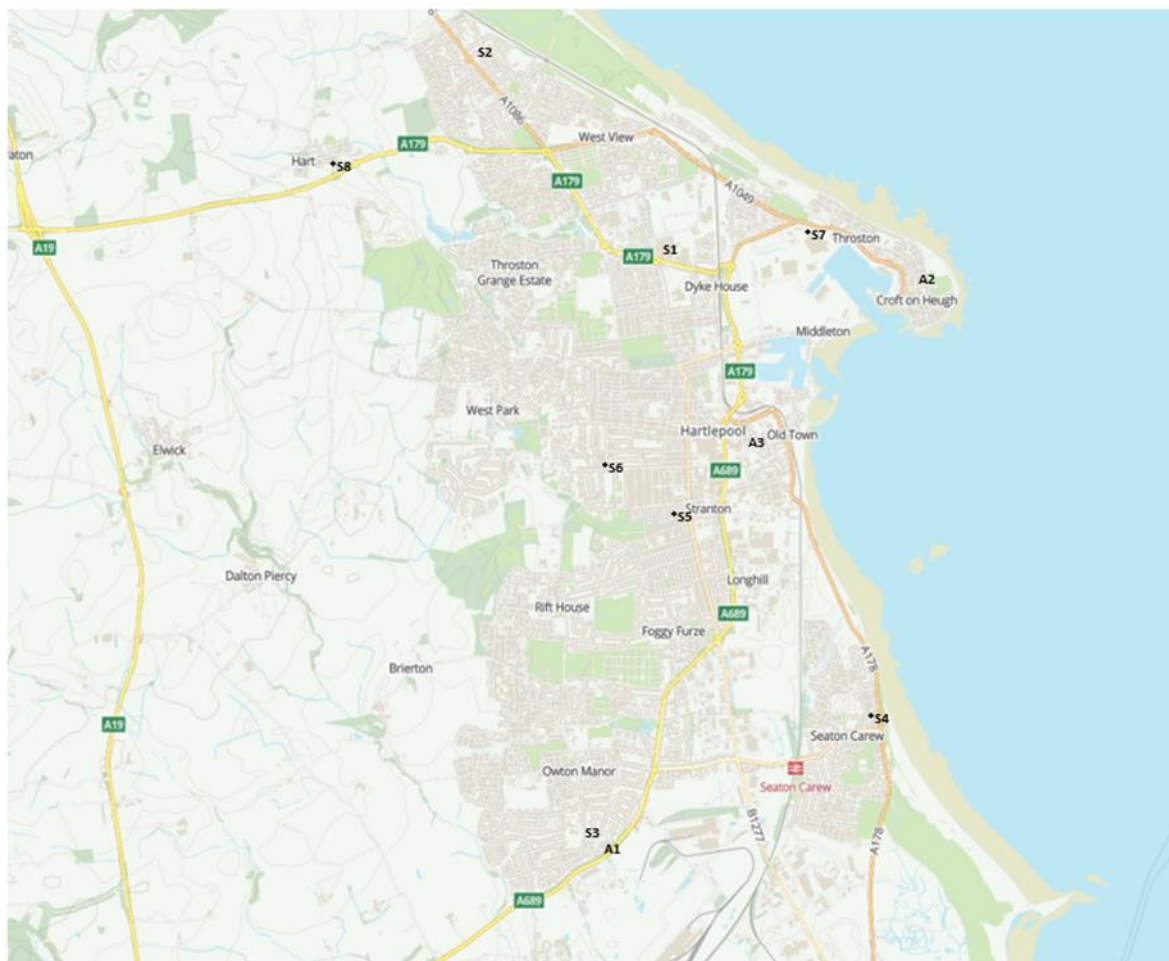 S2
A1086
West View
A179
Hart
S8
raton
A179
A1049
A19
S1
A179
S7
Throston
Throston
Grange Estate
Dyke House
A2
Croft on Heugh
Middleton
A179
West Park
Hartlepool
Old Town
A3
Elwick
S6
A689
Stranton
S5
Dalton Piercy
Longhill
Rift House
A689
Foggy Furze
Brierton
A178
A19
S4
Seaton Carew
Owton Manor
Seaton Carew
S3
A1
B1277
A178
A689